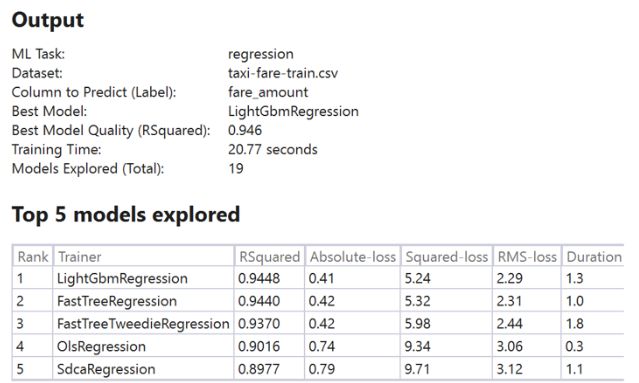 Output
ML Task: regression
Dataset: taxi-fare-train.csv
Column to Predict (Label): fare_amount
Best Model: LightGbmRegression
Best Model Quality (RSquared): 0.946
Training Time: 20.77 seconds
Models Explored (Total): 19
Top 5 models explored
Rank Trainer RSquared Absolute-loss Squared-loss RMS-loss Duration
1 LightGbmRegression 0.9448 0.41 5.24 2.29 1.3
2 FastTreeRegression 0.9440 0.42 5.32 2.31 1.0
3 FastTreeTweedieRegression 0.9370 0.42 5.98 2.44 1.8
4 OlsRegression 0.9016 0.74 9.34 3.06 0.3
5 SdcaRegression 0.8977 0.79 9.71 3.12 1.1